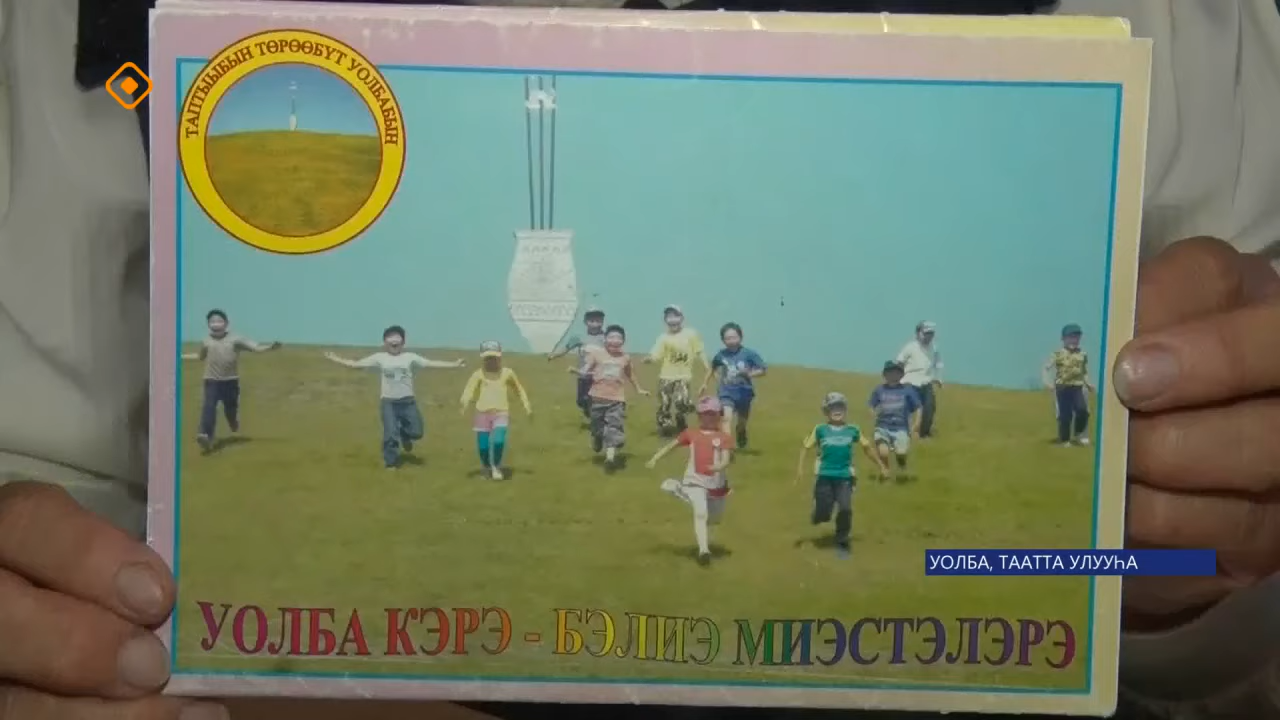 ТАПТЫЫБЫН ТӨРӨӨБҮТ УОЛБАБЫН
УОЛБА, ТААТТА УЛУУҺА
УОЛБА КЭРЭ - БЭЛИЭ МИЭСТЭЛЭРЭ